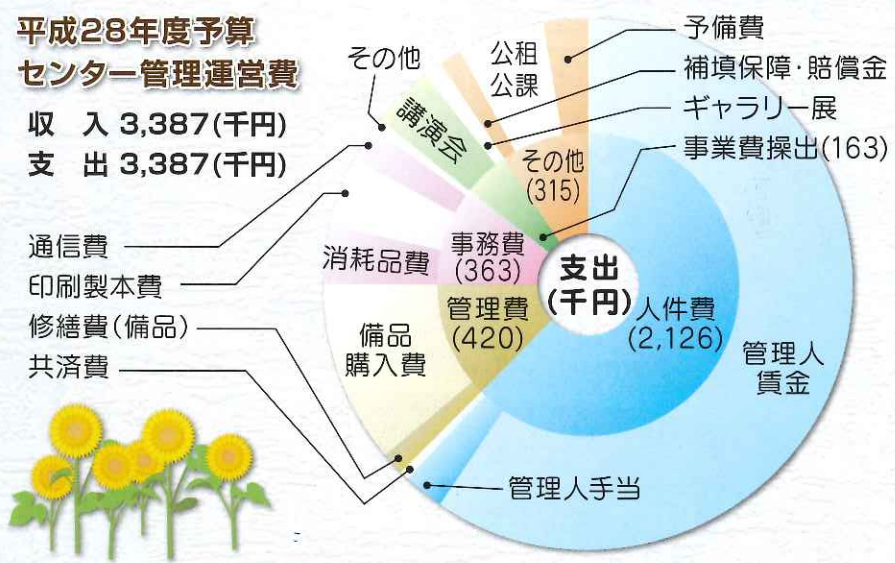 平成28年度予算
センター管理運営費
収 入 3,387(千円)
支 出 3,387(千円)
その他
講演会
公租
公課
予備費
補填保障・賠償金
ギャラリー展
事業費操出(163)
その他
(315)
通信費
印刷製本費
修繕費(備品)
共済費
消耗品費
事務費
(363)
備品
購入費
管理費
(420)
支出
(千円)
人件費
(2,126)
管理人
賃金
管理人手当